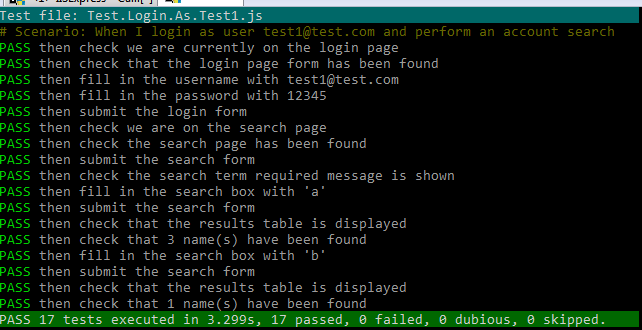 Test file: Test.Login.As.Test1.js
# Scenario: When I login as user test1@test.com and perform an account search
PASS then check we are currently on the login page
PASS then check that the login page form has been found
PASS then fill in the username with test1@test.com
PASS then fill in the password with 12345
PASS then submit the login form
PASS then check we are on the search page
PASS then check the search page has been found
PASS then submit the search form
PASS then check the search term required message is shown
PASS then fill in the search box with 'a'
PASS then submit the search form
PASS then check that the results table is displayed
PASS then check that 3 name(s) have been found
PASS then fill in the search box with 'b'
PASS then submit the search form
PASS then check that the results table is displayed
PASS then check that 1 name(s) have been found
PASS 17 tests executed in 3.299s, 17 passed, 0 failed, 0 dubious, 0 skipped.